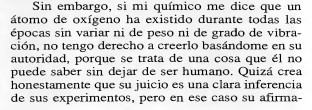 Sin embargo, si mi químico me dice que un
átomo de oxígeno ha existido durante todas las
épocas sin variar ni de peso ni de grado de vibra-
ción, no tengo derecho a creerlo basándome en su
autoridad, porque se trata de una cosa que él no
puede saber sin dejar de ser humano. Quizá crea
honestamente que su juicio es una clara inferencia
de sus experimentos, pero en ese caso su afirma-